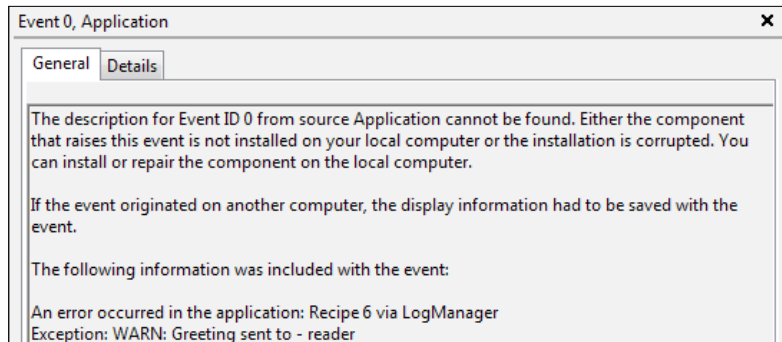 Event 0, Application
General
Details
The description for Event ID 0 from source Application cannot be found. Either the component
that raises this event is not installed on your local computer or the installation is corrupted. You
can install or repair the component on the local computer.
If the event originated on another computer, the display information had to be saved with the
event.
The following information was included with the event:
An error occurred in the application: Recipe 6 via LogManager
Exception: WARN: Greeting sent to - reader